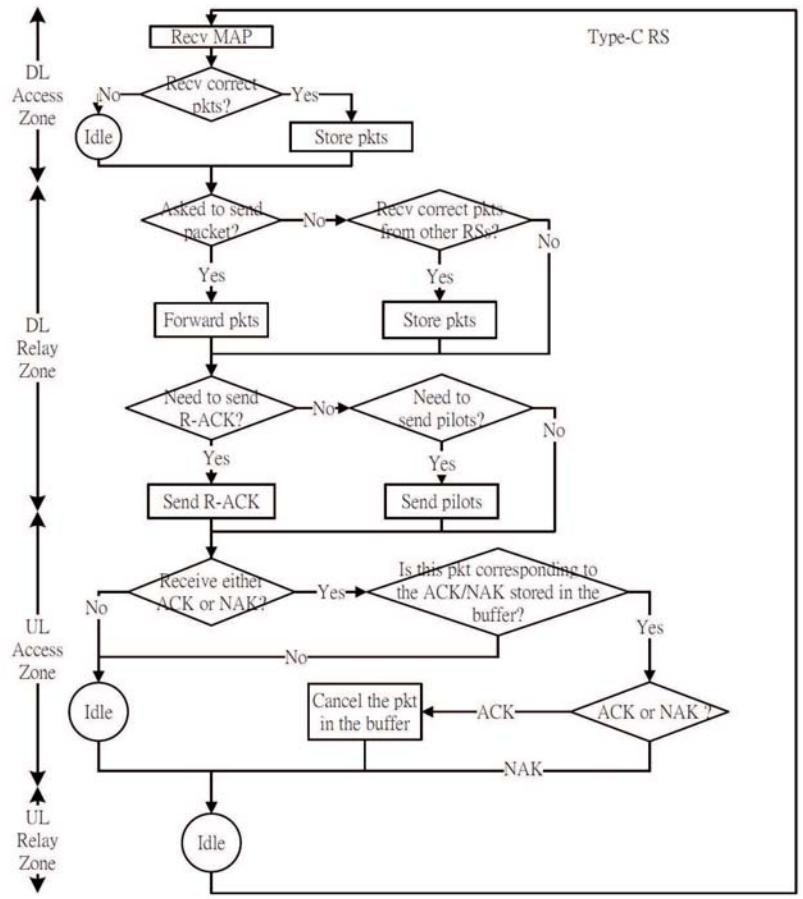 Recv MAP
Type-C RS
DL
Access
Zone
Recv correct
pkts?
No
Yes
Idle
Store pkts
DL
Relay
Zone
Asked to send
packet?
No
Recv correct pkts
from other RSs?
No
Yes
Yes
Forward pkts
Store pkts
Need to send
R-ACK?
No
Need to
send pilots?
No
Yes
Yes
Send R-ACK
Send pilots
UL
Access
Zone
Receive either
ACK or NAK?
Yes
Is this pkt corresponding to
the ACK/NAK stored in the
buffer?
No
Yes
No
Idle
Cancel the pkt
in the buffer
ACK
ACK or NAK ?
NAK
UL
Relay
Zone
Idle